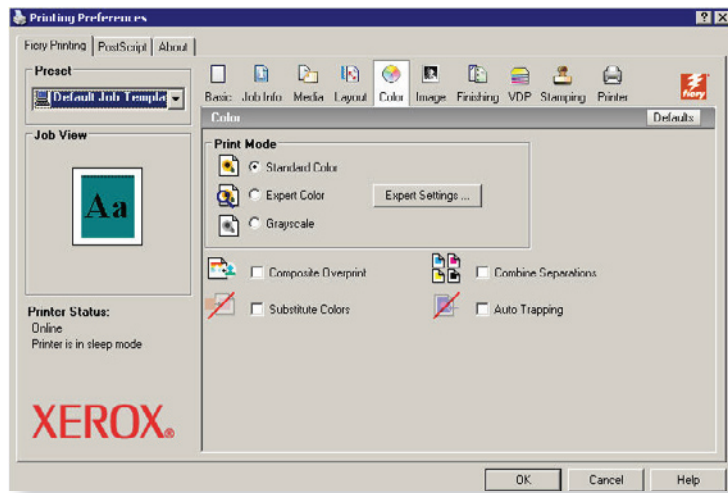 Printing Preferences
Fiery Printing PostScript About
Preset
Default Job Templa
Basic Job Info Media Layout Color Image Finishing VDP Stamping Printer
fiery
Color Defaults
Job View
Aa
Print Mode
Standard Color
Expert Color Expert Settings ...
Grayscale
Composite Overprint Combine Separations
Substitute Colors Auto Trapping
Printer Status:
Online
Printer is in sleep mode
XEROX®
OK Cancel Help